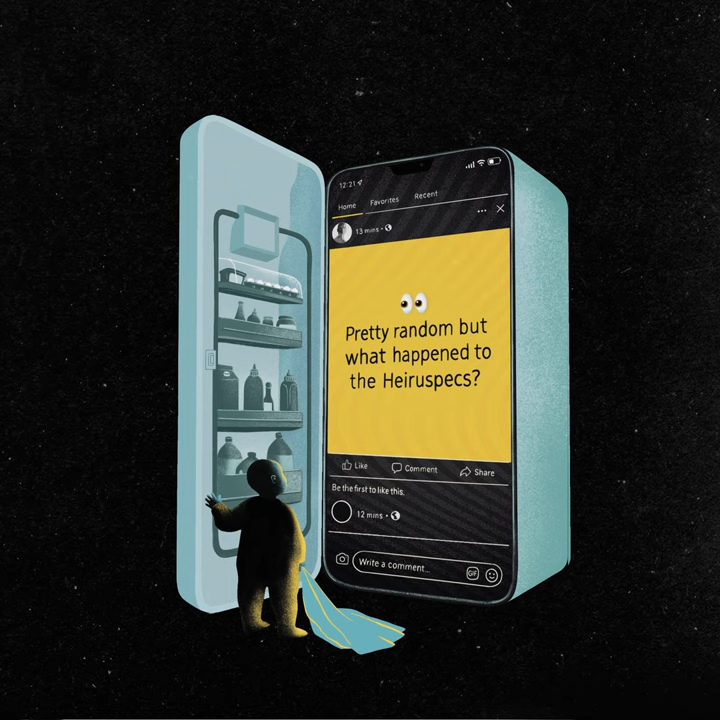 12:21
Home Favorites Recent
13 mins
Pretty random but
what happened to
the Heiruspecs?
Like Comment Share
Be the first to like this.
12 mins
Write a comment...
GIF